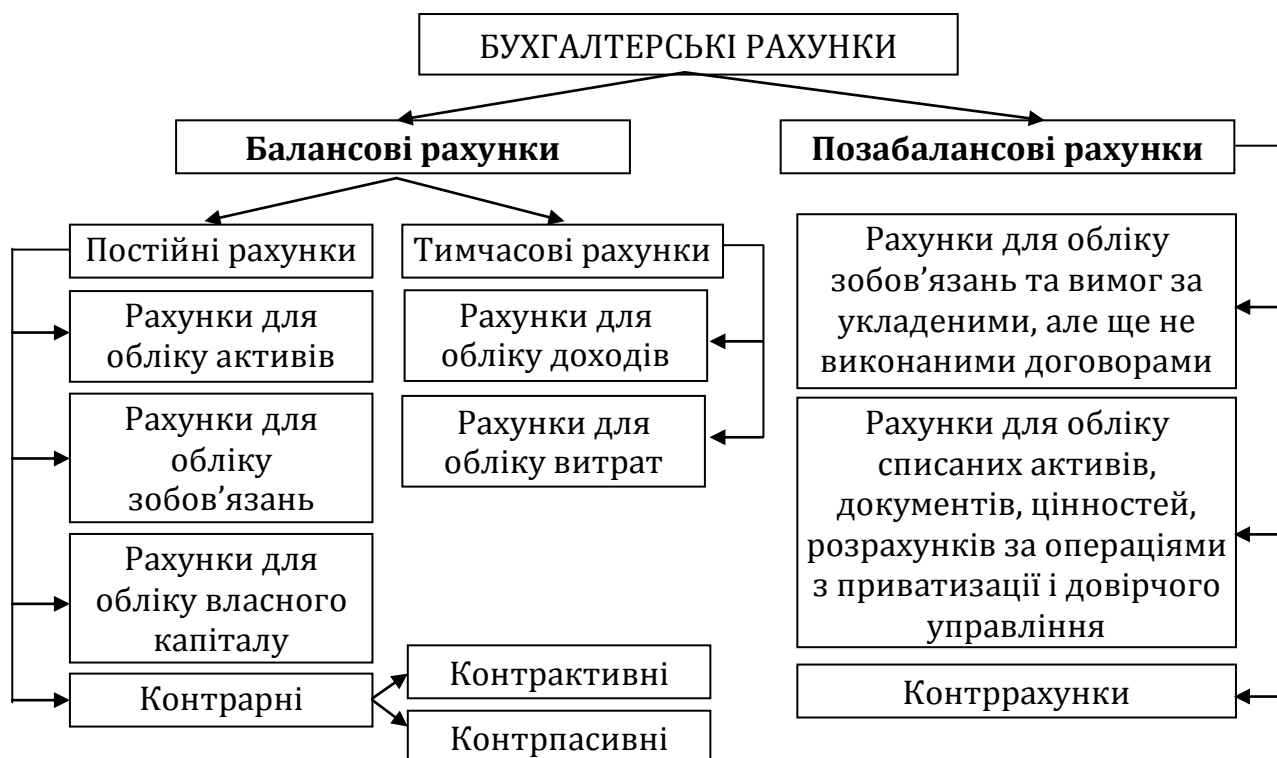 БУХГАЛТЕРСЬКІ РАХУНКИ
Балансові рахунки
Позабалансові рахунки
Постійні рахунки
Тимчасові рахунки
Рахунки для
обліку активів
Рахунки для
обліку
зобов’язань
Рахунки для
обліку власного
капіталу
Контрарні
Рахунки для
обліку доходів
Рахунки для
обліку витрат
Контрактивні
Контрпасивні
Рахунки для обліку
зобов’язань та вимог за
укладеними, але ще не
виконаними договорами
Рахунки для обліку
списаних активів,
документів, цінностей,
розрахунків за операціями
з приватизації і довірчого
управління
Контррахунки